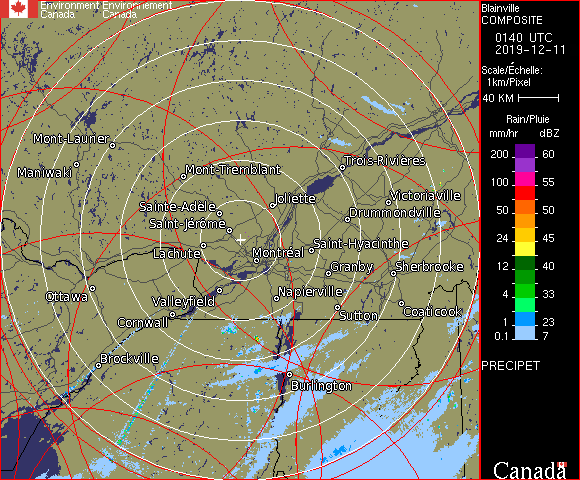 Environment Environnement
Canada Canada
Blainville
COMPOSITE
0140 UTC
2019-12-11
Scale/Échelle:
1km/Pixel
40 KM
Rain/Pluie
mm/hr dBZ
200 60
100 55
50 50
24 45
12 40
4 33
1 23
0.1 7
PRECIPET
Canada
Mont-Laurier
Maniwaki
Mont-Tremblant
Trois-Rivières
Sainte-Adèle
Joliette
Victoriaville
Saint-Jérôme
Drummondville
Lachute
Montréal
Saint-Hyacinthe
Granby
Sherbrooke
Ottawa
Valleyfield
Napierville
Cornwall
Sutton
Coaticook
Brockville
Burlington